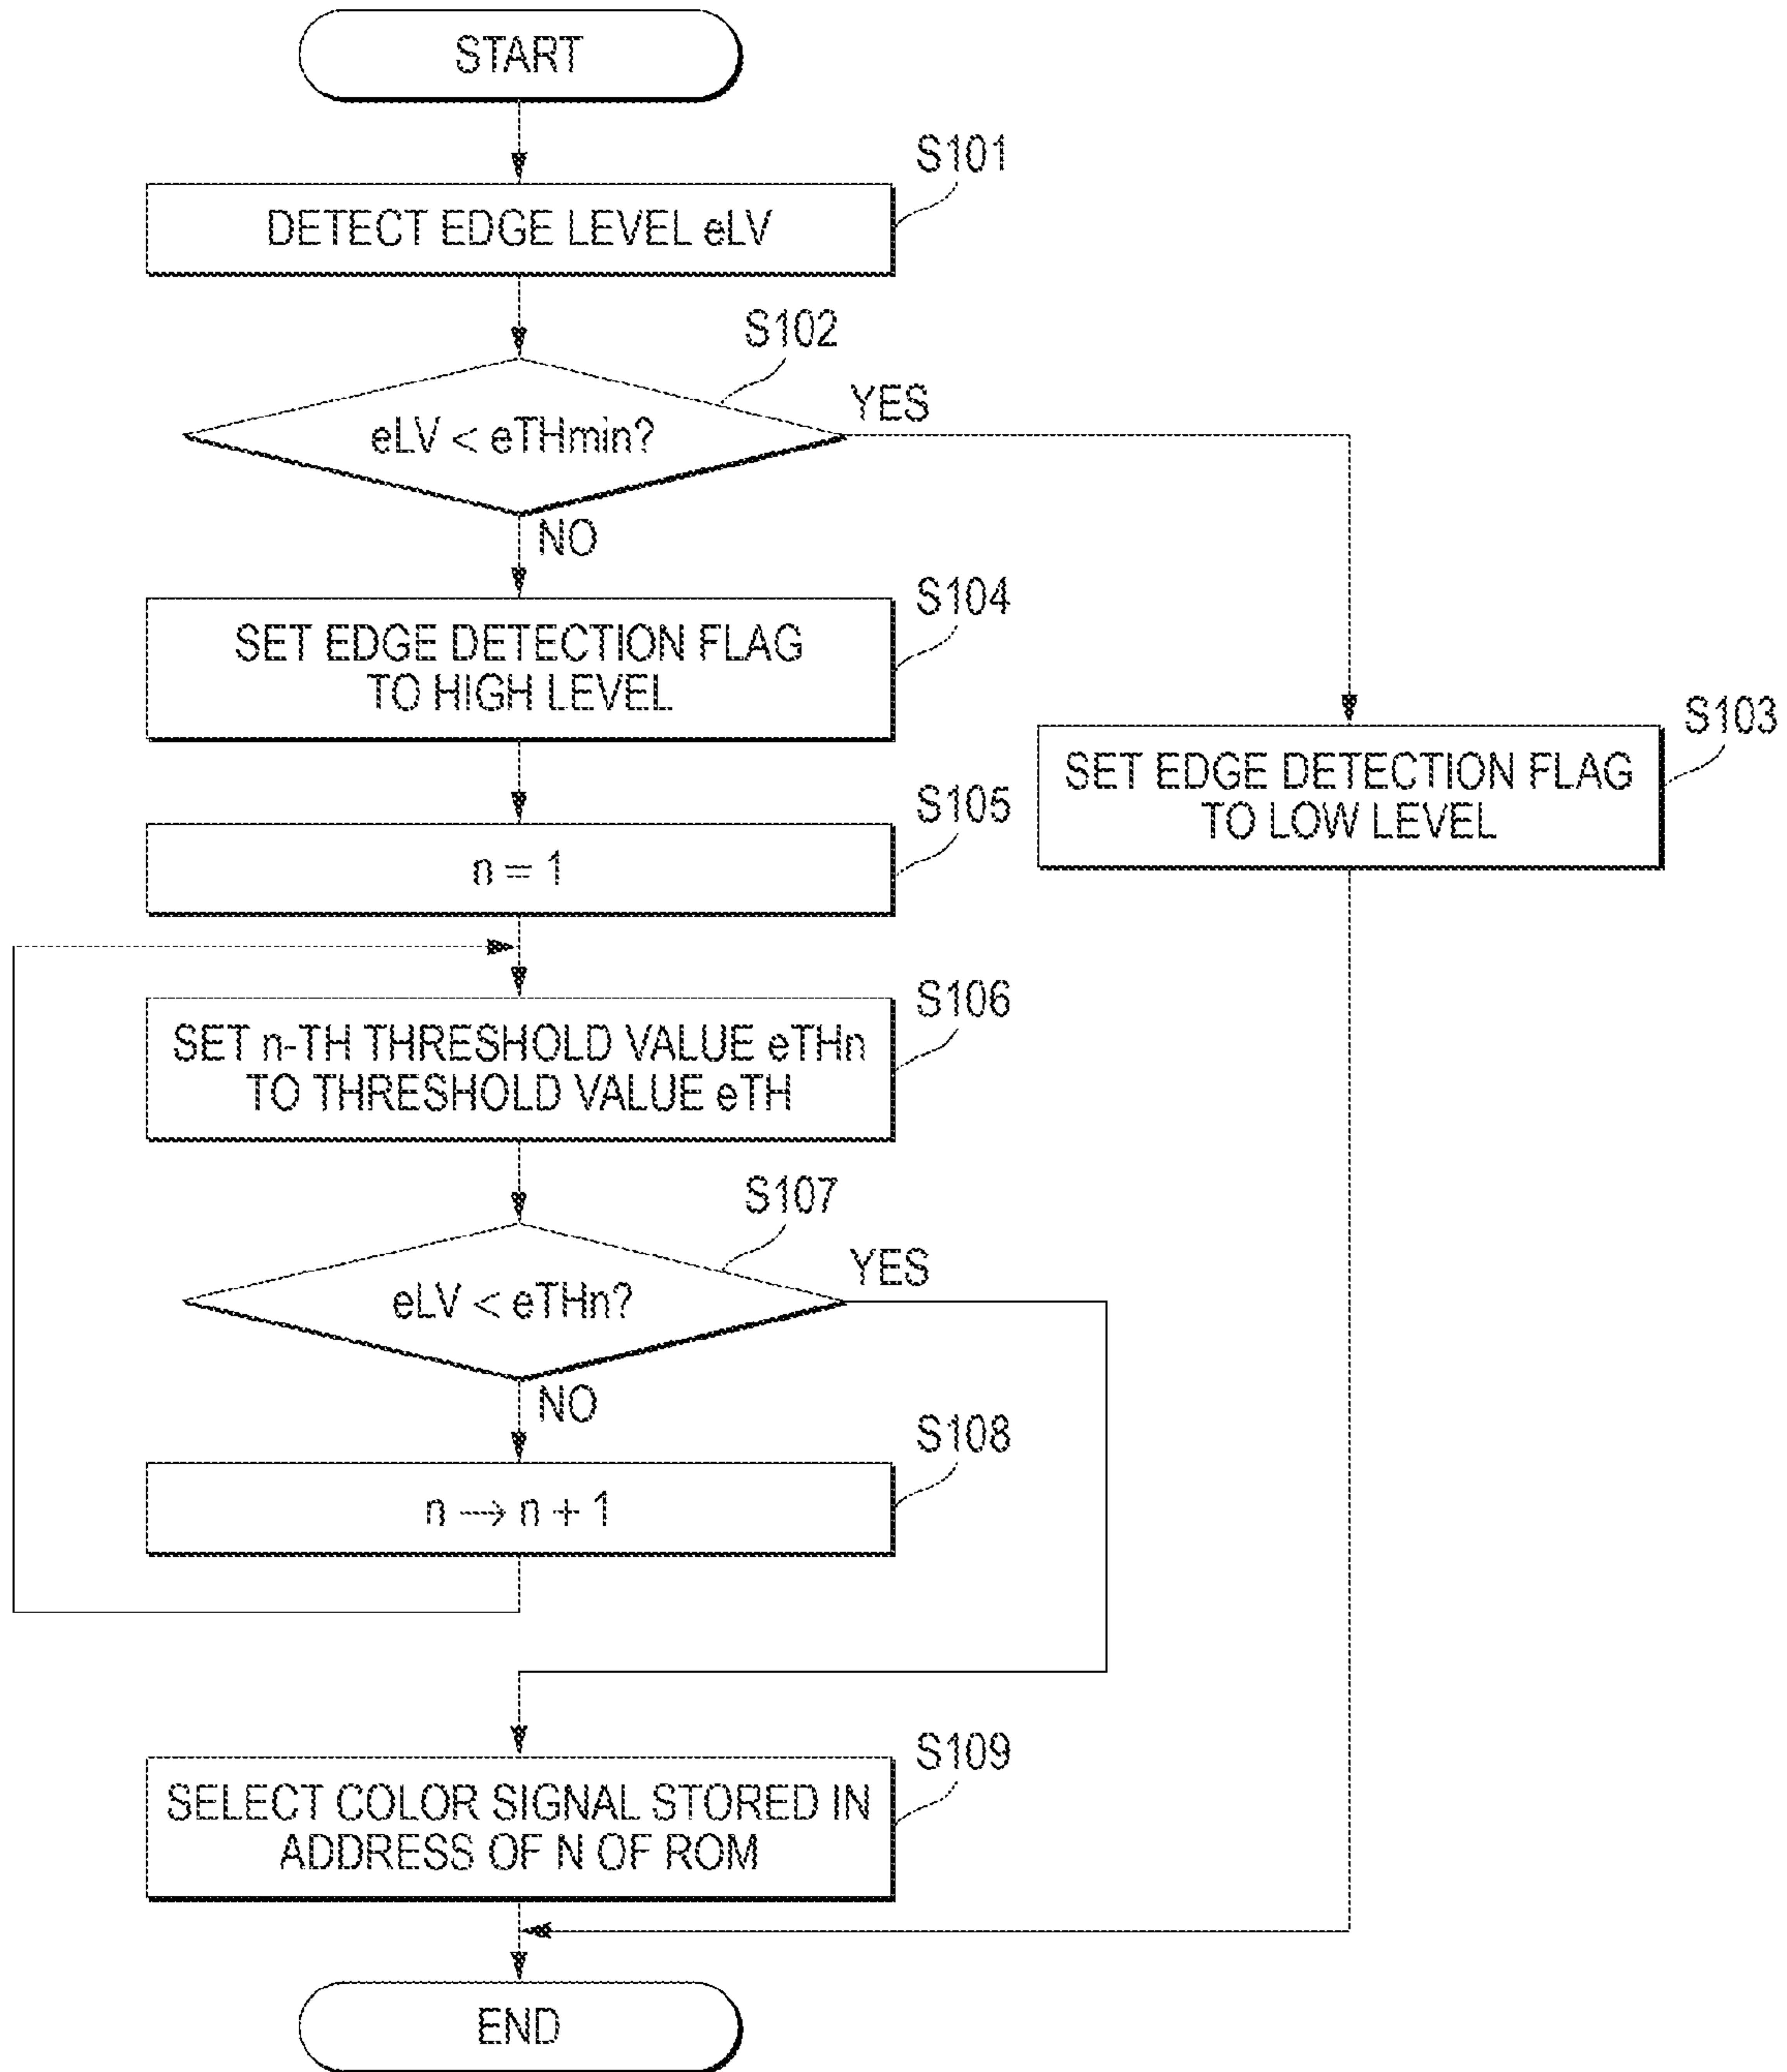 START
S101
DETECT EDGE LEVEL eLV
S102
eLV < eTHmin?
YES
NO
S104
SET EDGE DETECTION FLAG
TO HIGH LEVEL
S103
SET EDGE DETECTION FLAG
TO LOW LEVEL
S105
n = 1
S106
SET n-TH THRESHOLD VALUE eTHn
TO THRESHOLD VALUE eTH
S107
eLV < eTHn?
YES
NO
S108
n → n + 1
S109
SELECT COLOR SIGNAL STORED IN
ADDRESS OF N OF ROM
END